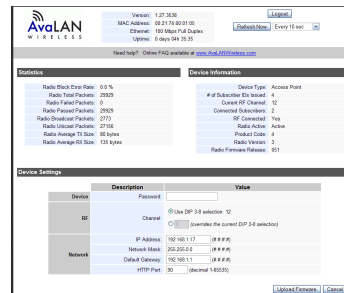 AvaLAN
WIRELESS
Version: 1.27.3638
MAC Address: 00:21:74:00:01:05
Ethernet: 100 Mbps Full Duplex
Uptime: 0 days 04h 35:35
Logout
Refresh Now Every 10 sec
Need help? Online FAQ available at www.AvaLANWireless.com
Statistics
Radio Block Error Rate: 0.0 %
Radio Total Packets: 29929
Radio Failed Packets: 0
Radio Passed Packets: 29929
Radio Broadcast Packets: 2773
Radio Unicast Packets: 27156
Radio Average TX Size: 80 bytes
Radio Average RX Size: 135 bytes
Device Information
Device Type: Access Point
# of Subscriber IDs Issued: 4
Current RF Channel: 12
Connected Subscribers: 2
RF Connected: Yes
Radio Active: Active
Product Code: 4
Radio Version: 3
Radio Firmware Release: 051
Device Settings
Description Value
Device Password:
RF Channel: Use DIP 3-8 selection: 12
(overrides the current DIP 3-8 selection)
Network
IP Address: 192.168.1.17 (#.#.#.#)
Network Mask: 255.255.0.0 (#.#.#.#)
Default Gateway: 192.168.1.1 (#.#.#.#)
HTTP Port: 80 (decimal 1-65535)
Upload Firmware Cancel